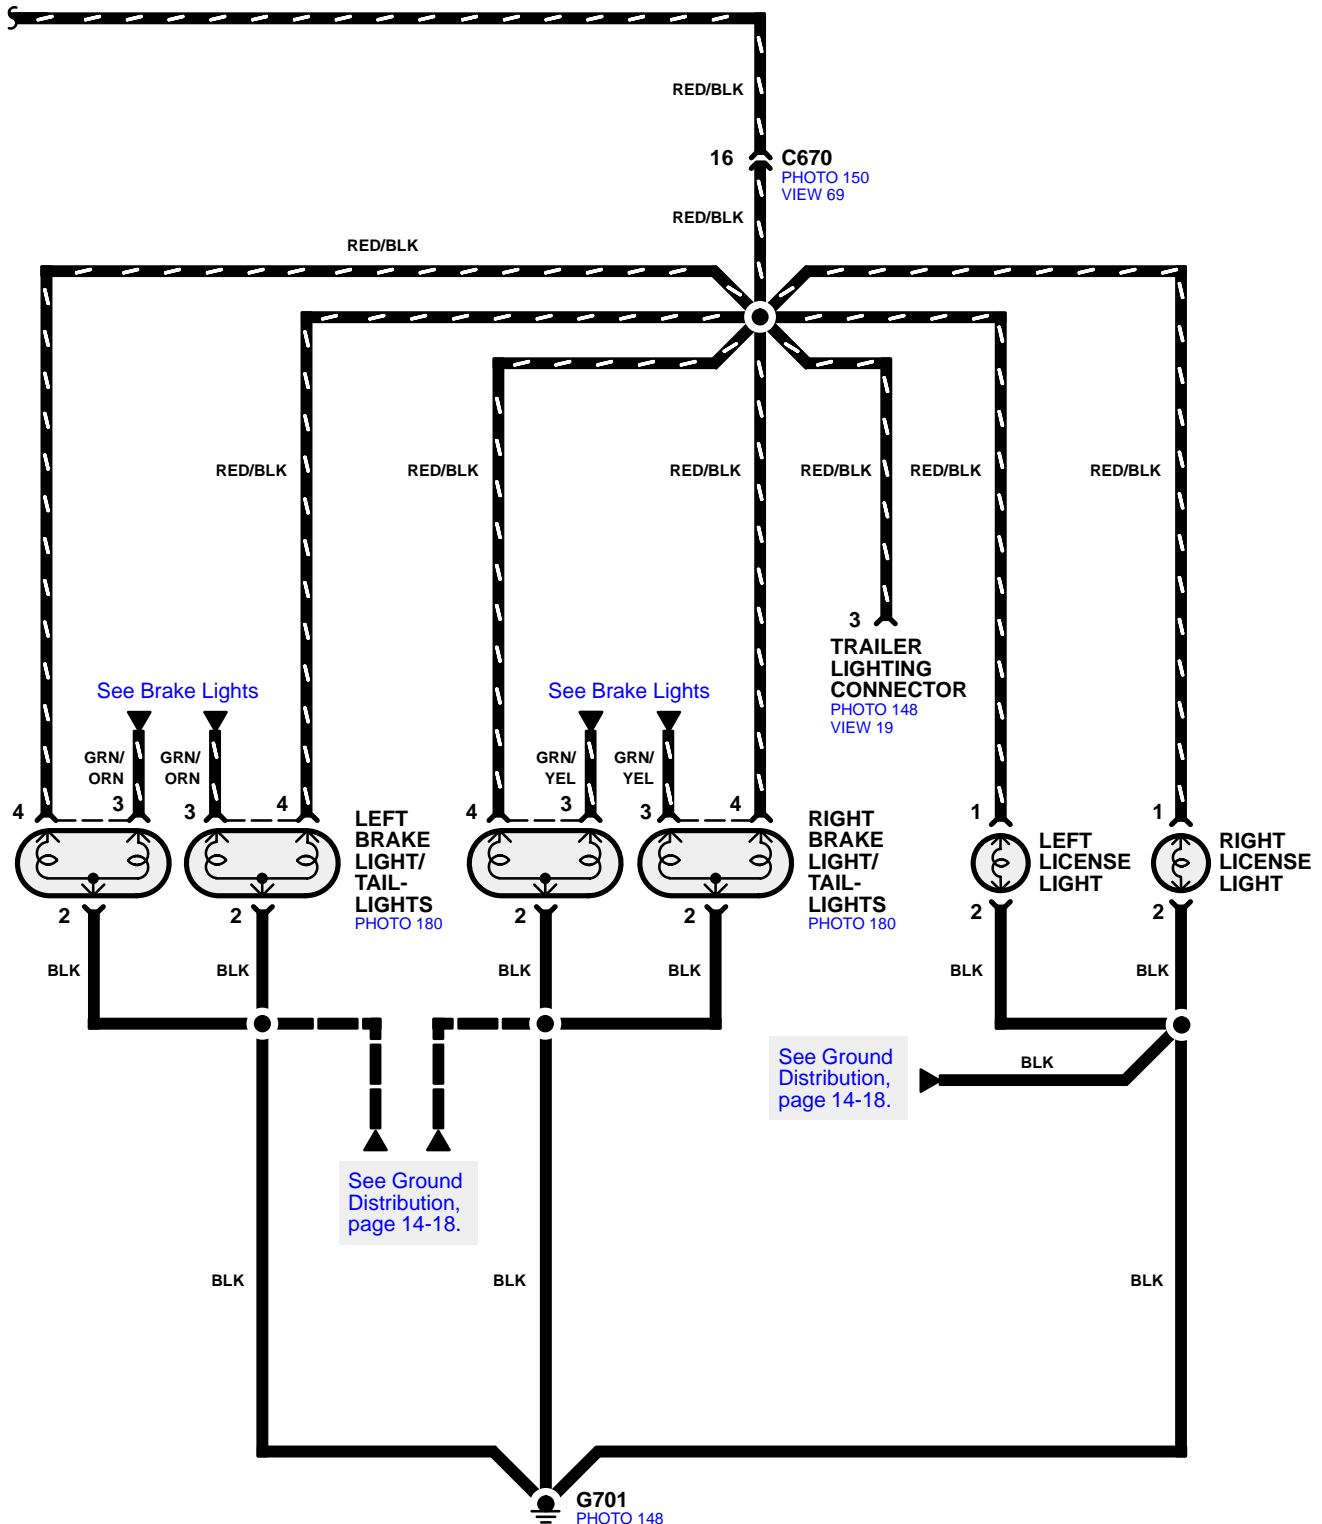 RED/BLK
16 C670
PHOTO 150
VIEW 69
RED/BLK
RED/BLK
RED/BLK
RED/BLK
RED/BLK
RED/BLK
RED/BLK
RED/BLK
3
TRAILER
LIGHTING
CONNECTOR
PHOTO 148
VIEW 19
See Brake Lights
See Brake Lights
GRN/
ORN
GRN/
ORN
GRN/
YEL
GRN/
YEL
4
3
3
4
LEFT
BRAKE
LIGHT/
TAIL-
LIGHTS
PHOTO 180
4
3
3
4
RIGHT
BRAKE
LIGHT/
TAIL-
LIGHTS
PHOTO 180
1
LEFT
LICENSE
LIGHT
1
RIGHT
LICENSE
LIGHT
2
2
2
2
2
2
BLK
BLK
BLK
BLK
BLK
BLK
See Ground
Distribution,
page 14-18.
BLK
See Ground
Distribution,
page 14-18.
BLK
BLK
BLK
G701
PHOTO 148